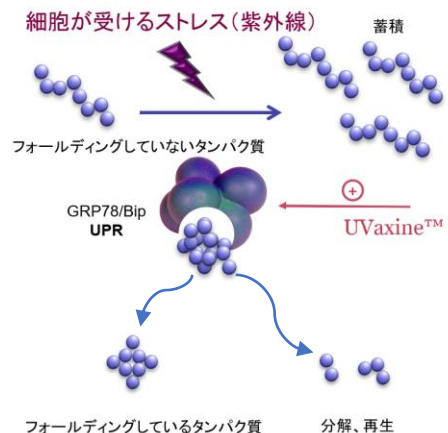 細胞が受けるストレス(紫外線)
蓄積
フォールディングしていないタンパク質
GRP78/Bip
UPR
+
UVaxine™
フォールディングしているタンパク質
分解、再生